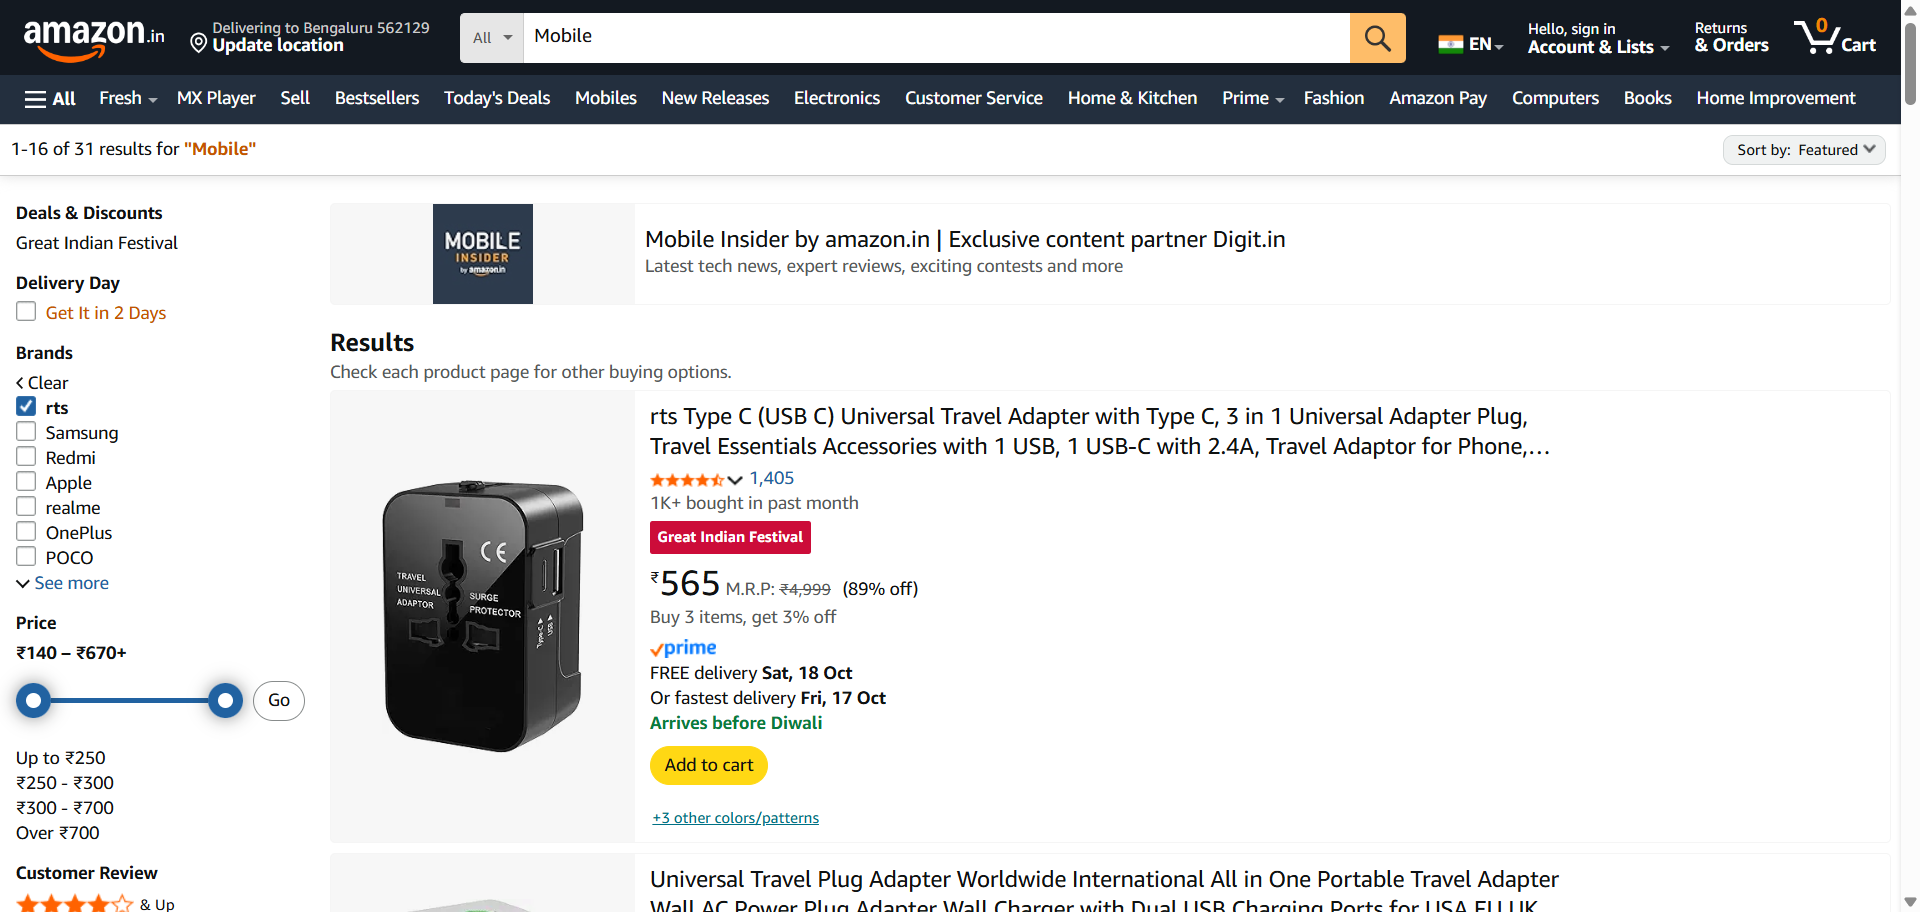 amazon.in
Delivering to Bengaluru 562129
Update location
All
Mobile
EN
Hello, sign in
Account & Lists
Returns
& Orders
0
Cart
All
Fresh
MX Player
Sell
Bestsellers
Today's Deals
Mobiles
New Releases
Electronics
Customer Service
Home & Kitchen
Prime
Fashion
Amazon Pay
Computers
Books
Home Improvement
1-16 of 31 results for "Mobile"
Sort by: Featured
Deals & Discounts
Great Indian Festival
Delivery Day
Get It in 2 Days
Brands
Clear
rts
Samsung
Redmi
Apple
realme
OnePlus
POCO
See more
Price
₹140 – ₹670+
Go
Up to ₹250
₹250 - ₹300
₹300 - ₹700
Over ₹700
Customer Review
& Up
MOBILE
INSIDER
by amazon.in
Mobile Insider by amazon.in | Exclusive content partner Digit.in
Latest tech news, expert reviews, exciting contests and more
Results
Check each product page for other buying options.
CE
TRAVEL
UNIVERSAL
ADAPTOR
SURGE
PROTECTOR
Type-C
USB
rts Type C (USB C) Universal Travel Adapter with Type C, 3 in 1 Universal Adapter Plug,
Travel Essentials Accessories with 1 USB, 1 USB-C with 2.4A, Travel Adaptor for Phone,…
1,405
1K+ bought in past month
Great Indian Festival
₹565 M.R.P: ₹4,999 (89% off)
Buy 3 items, get 3% off
prime
FREE delivery Sat, 18 Oct
Or fastest delivery Fri, 17 Oct
Arrives before Diwali
Add to cart
+3 other colors/patterns
Universal Travel Plug Adapter Worldwide International All in One Portable Travel Adapter
Wall AC Power Plug Adapter Wall Charger with Dual USB Charging Ports for USA EU UK